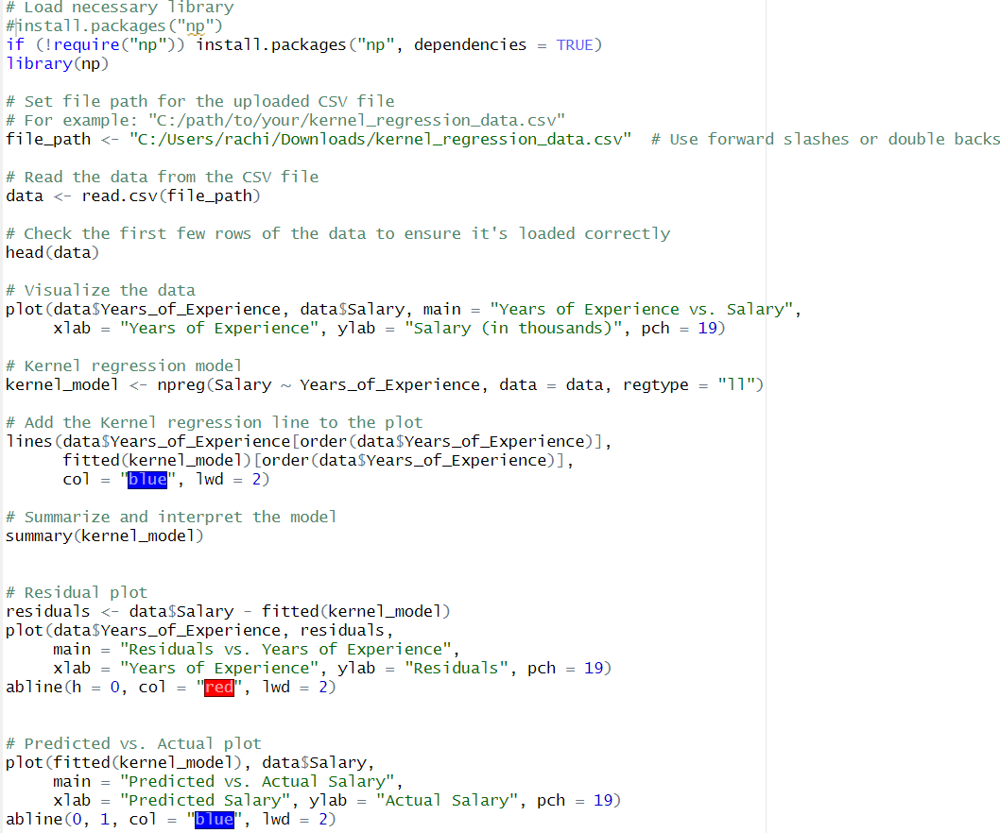 # Load necessary library
#install.packages("np")
if (!require("np")) install.packages("np", dependencies = TRUE)
library(np)
# Set file path for the uploaded CSV file
# For example: "C:/path/to/your/kernel_regression_data.csv"
file_path <- "C:/Users/rachi/Downloads/kernel_regression_data.csv"  # Use forward slashes or double backs
# Read the data from the CSV file
data <- read.csv(file_path)
# Check the first few rows of the data to ensure it's loaded correctly
head(data)
# Visualize the data
plot(data$Years_of_Experience, data$Salary, main = "Years of Experience vs. Salary",
     xlab = "Years of Experience", ylab = "Salary (in thousands)", pch = 19)
# Kernel regression model
kernel_model <- npreg(Salary ~ Years_of_Experience, data = data, regtype = "ll")
# Add the Kernel regression line to the plot
lines(data$Years_of_Experience[order(data$Years_of_Experience)],
      fitted(kernel_model)[order(data$Years_of_Experience)],
      col = "blue", lwd = 2)
# Summarize and interpret the model
summary(kernel_model)
# Residual plot
residuals <- data$Salary - fitted(kernel_model)
plot(data$Years_of_Experience, residuals,
     main = "Residuals vs. Years of Experience",
     xlab = "Years of Experience", ylab = "Residuals", pch = 19)
abline(h = 0, col = "red", lwd = 2)
# Predicted vs. Actual plot
plot(fitted(kernel_model), data$Salary,
     main = "Predicted vs. Actual Salary",
     xlab = "Predicted Salary", ylab = "Actual Salary", pch = 19)
abline(0, 1, col = "blue", lwd = 2)